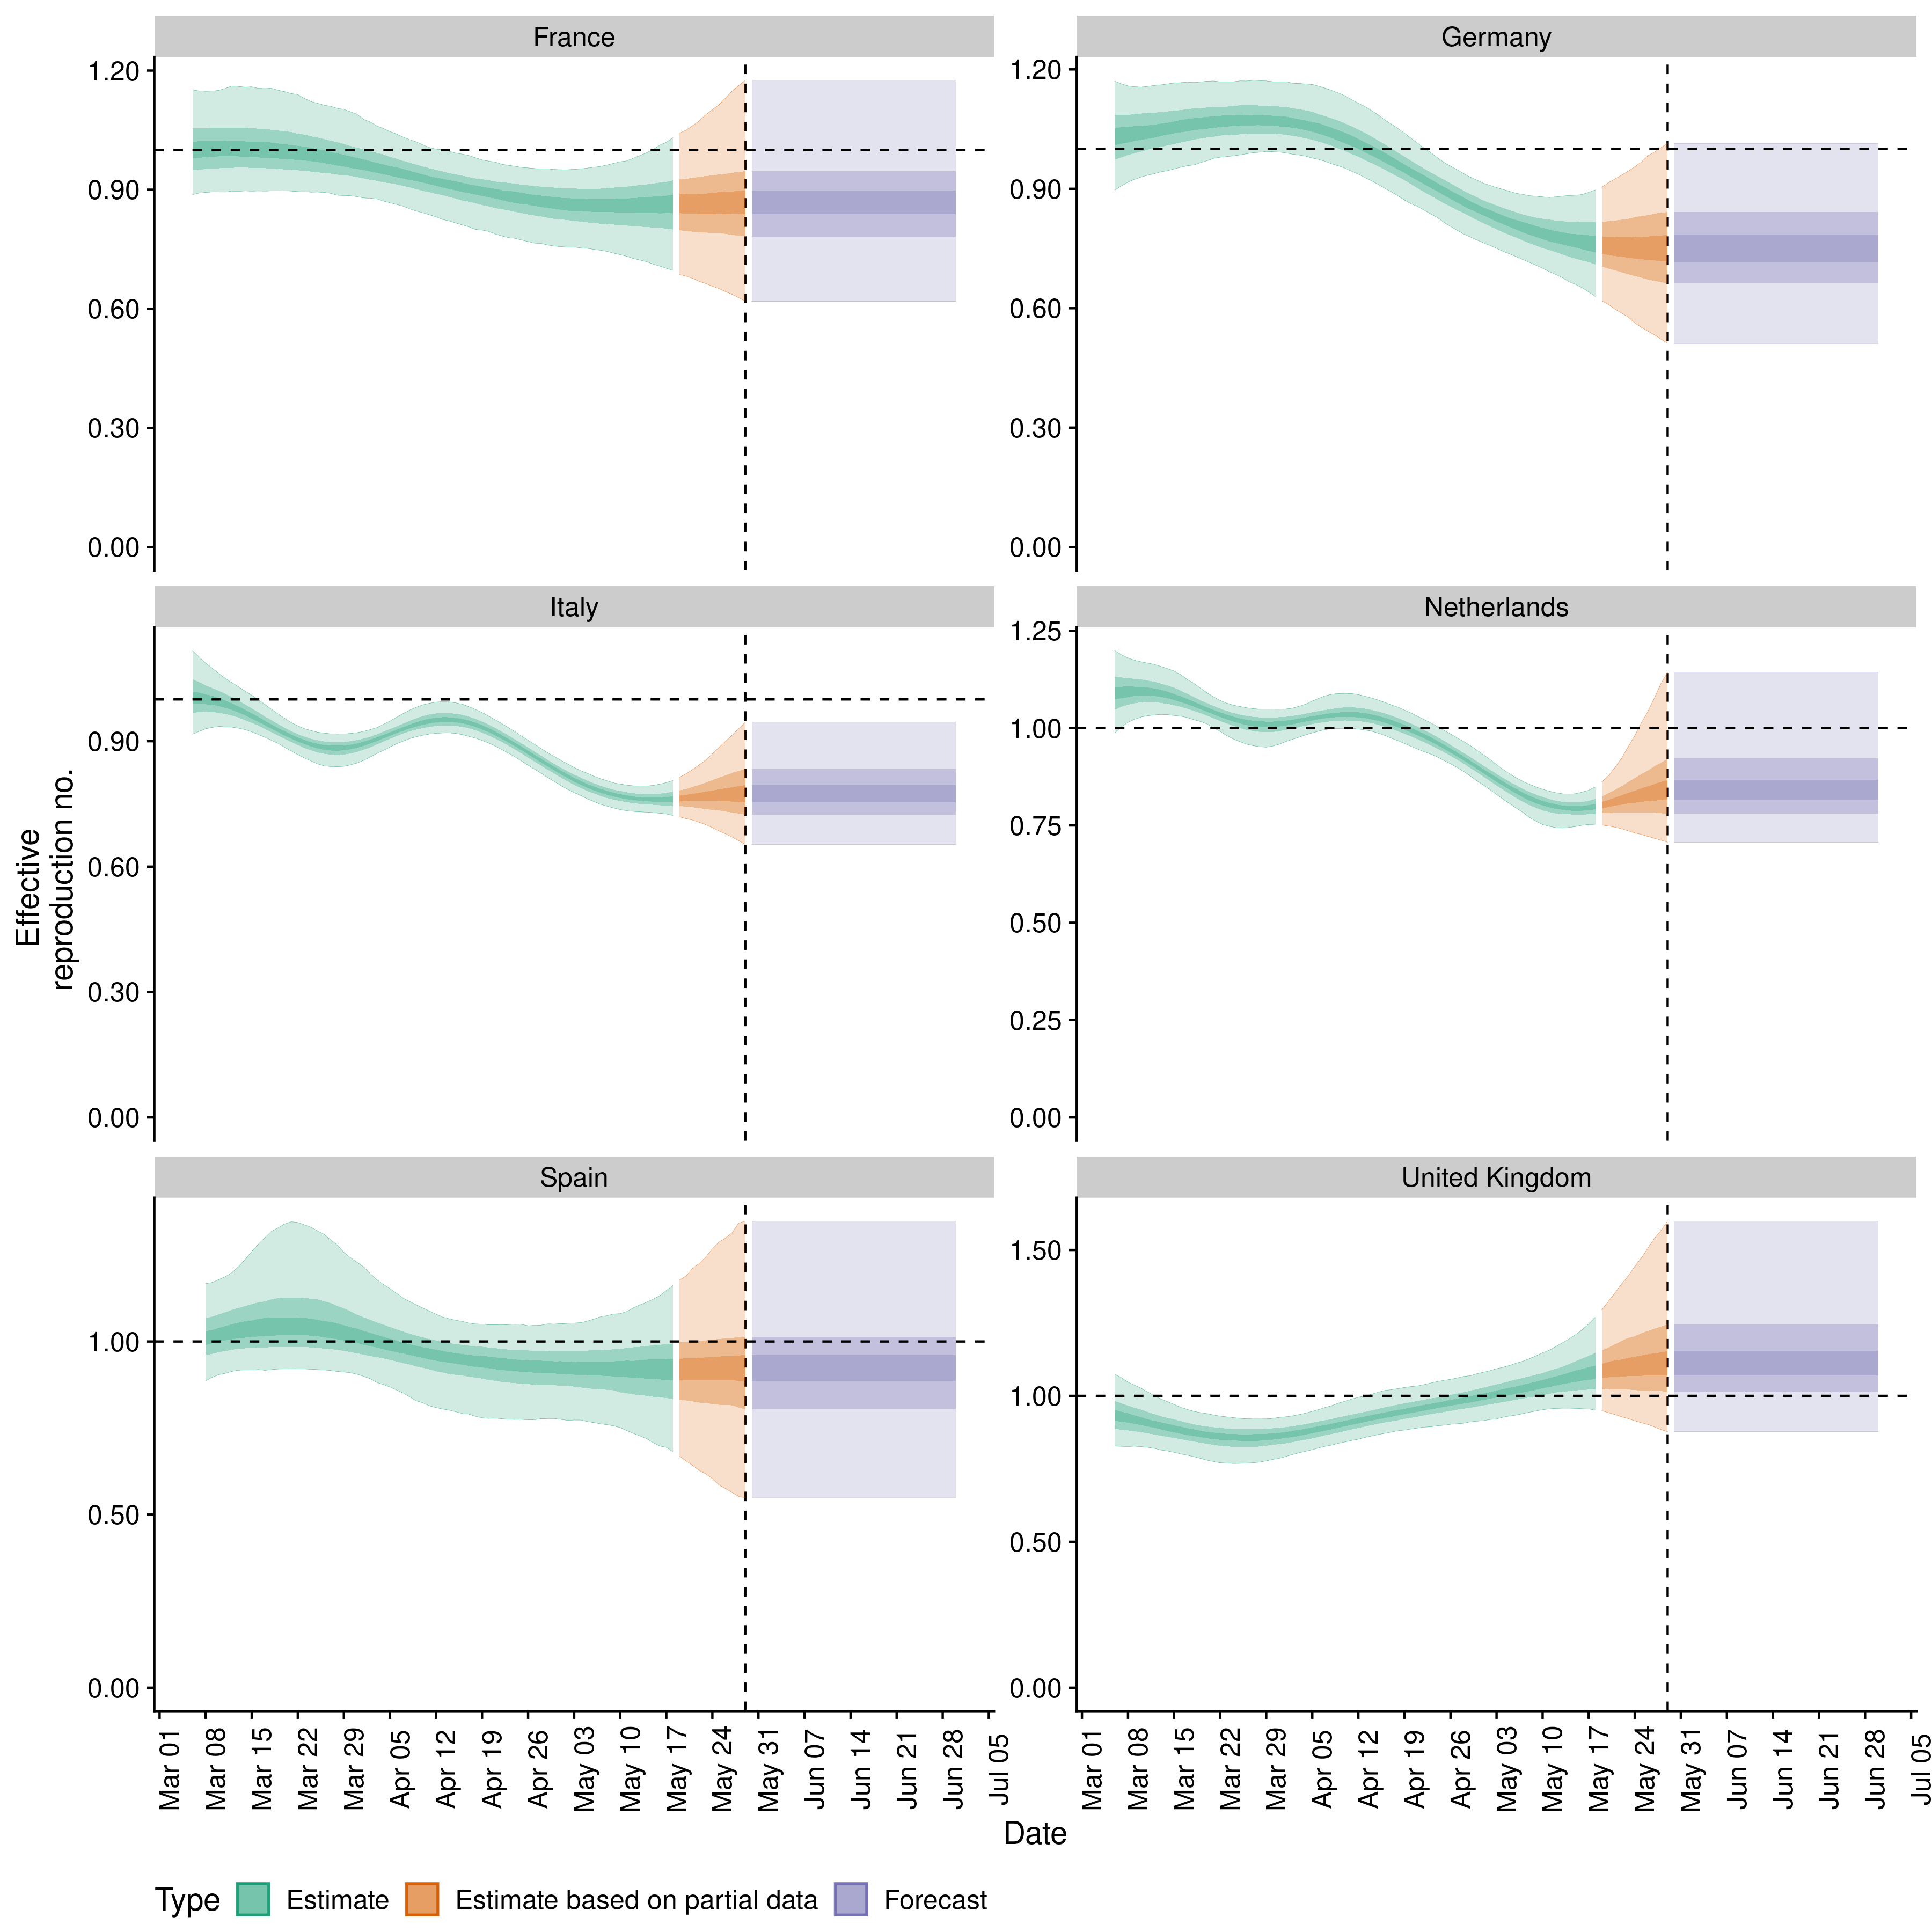 France
Germany
1.20
0.90
0.60
0.30
0.00
1.20
0.90
0.60
0.30
0.00
Italy
Netherlands
0.90
0.60
0.30
0.00
1.25
1.00
0.75
0.50
0.25
0.00
Effective
reproduction no.
Spain
United Kingdom
1.00
0.50
0.00
1.50
1.00
0.50
0.00
Mar 01
Mar 08
Mar 15
Mar 22
Mar 29
Apr 05
Apr 12
Apr 19
Apr 26
May 03
May 10
May 17
May 24
May 31
Jun 07
Jun 14
Jun 21
Jun 28
Jul 05
Mar 01
Mar 08
Mar 15
Mar 22
Mar 29
Apr 05
Apr 12
Apr 19
Apr 26
May 03
May 10
May 17
May 24
May 31
Jun 07
Jun 14
Jun 21
Jun 28
Jul 05
Date
Type Estimate Estimate based on partial data Forecast